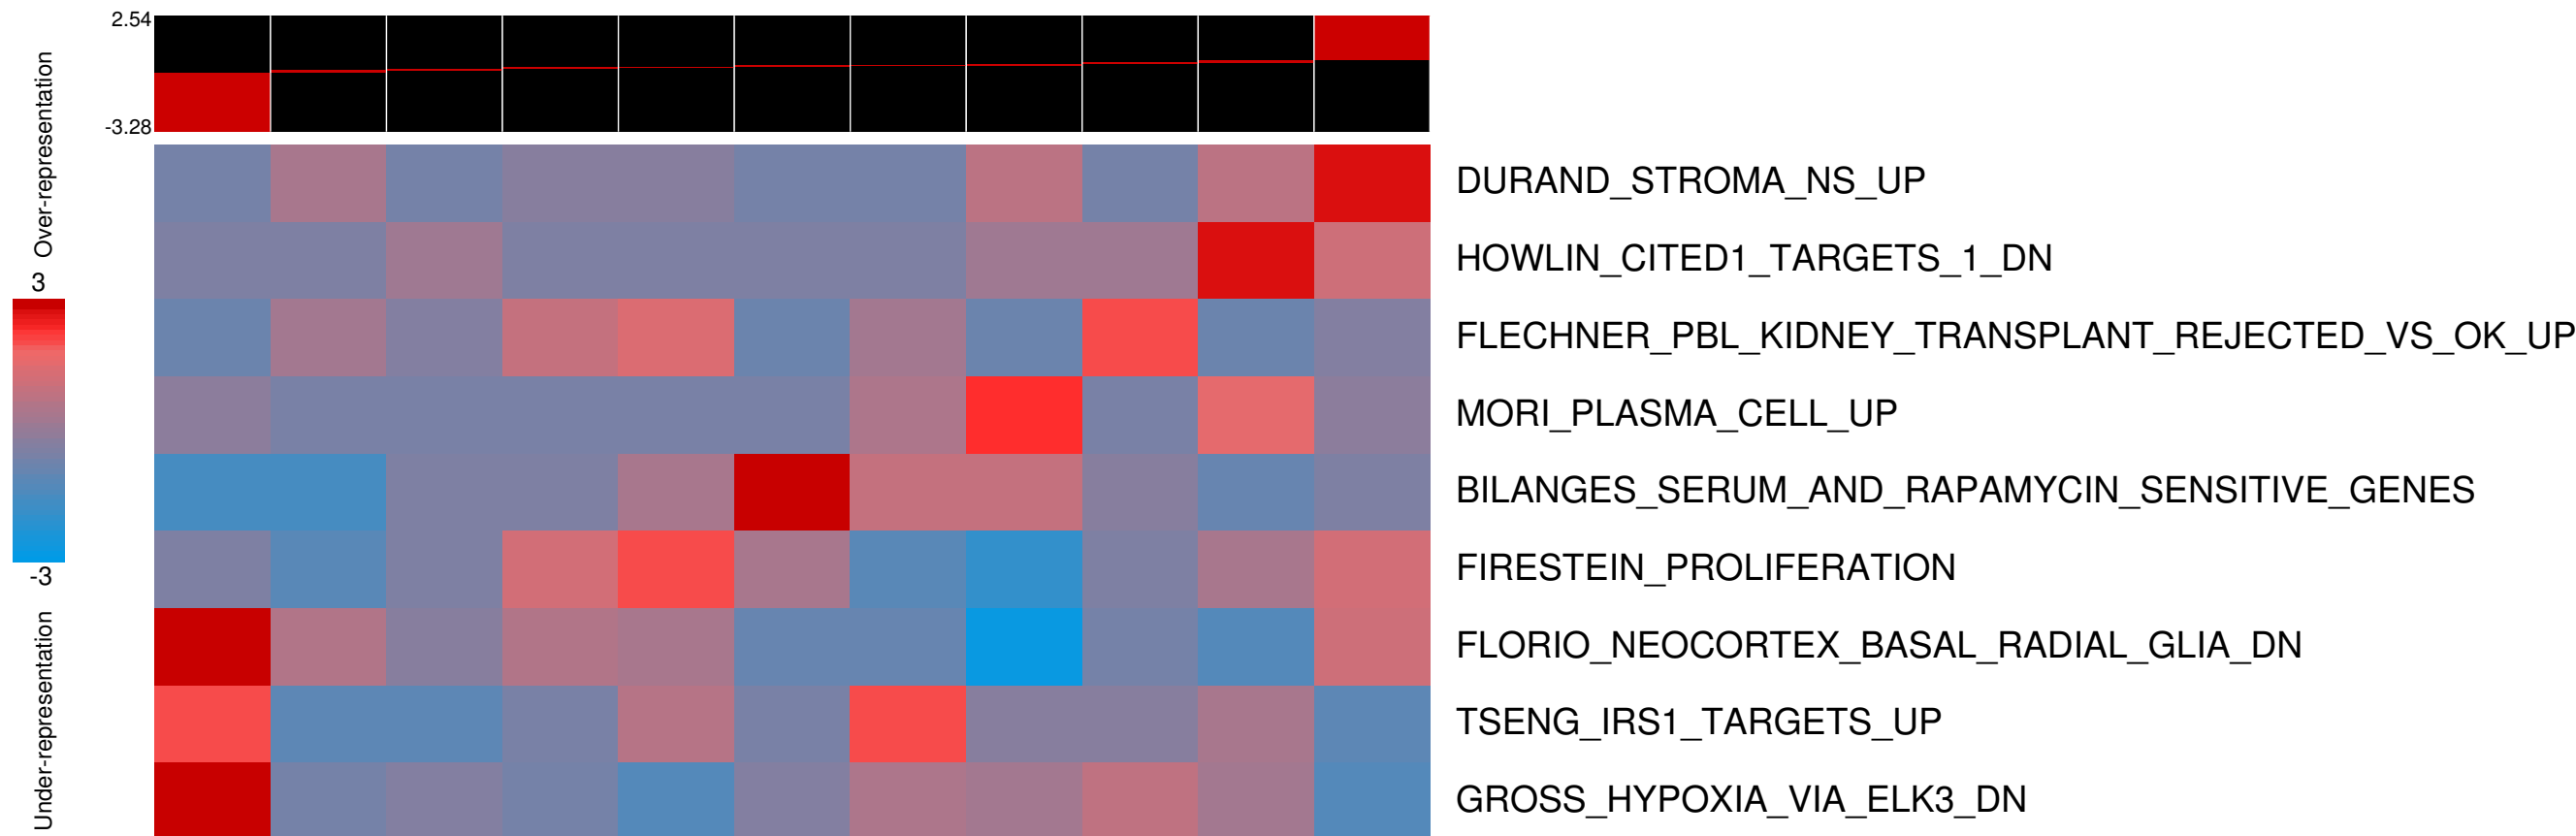 2.54
-3.28
Over-representation
3
-3
Under-representation
DURAND_STROMA_NS_UP
HOWLIN_CITED1_TARGETS_1_DN
FLECHNER_PBL_KIDNEY_TRANSPLANT_REJECTED_VS_OK_UP
MORI_PLASMA_CELL_UP
BILANGES_SERUM_AND_RAPAMYCIN_SENSITIVE_GENES
FIRESTEIN_PROLIFERATION
FLORIO_NEOCORTEX_BASAL_RADIAL_GLIA_DN
TSENG_IRS1_TARGETS_UP
GROSS_HYPOXIA_VIA_ELK3_DN